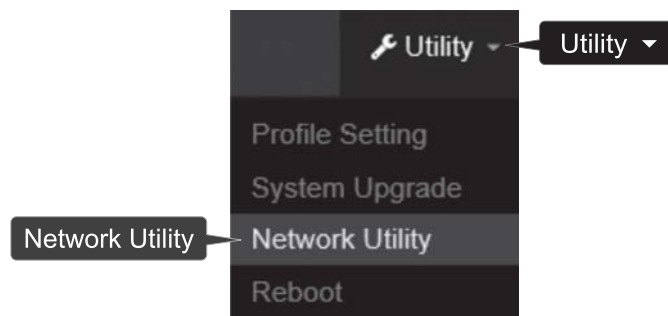 Utility
Utility
Profile Setting
System Upgrade
Network Utility
Network Utility
Reboot